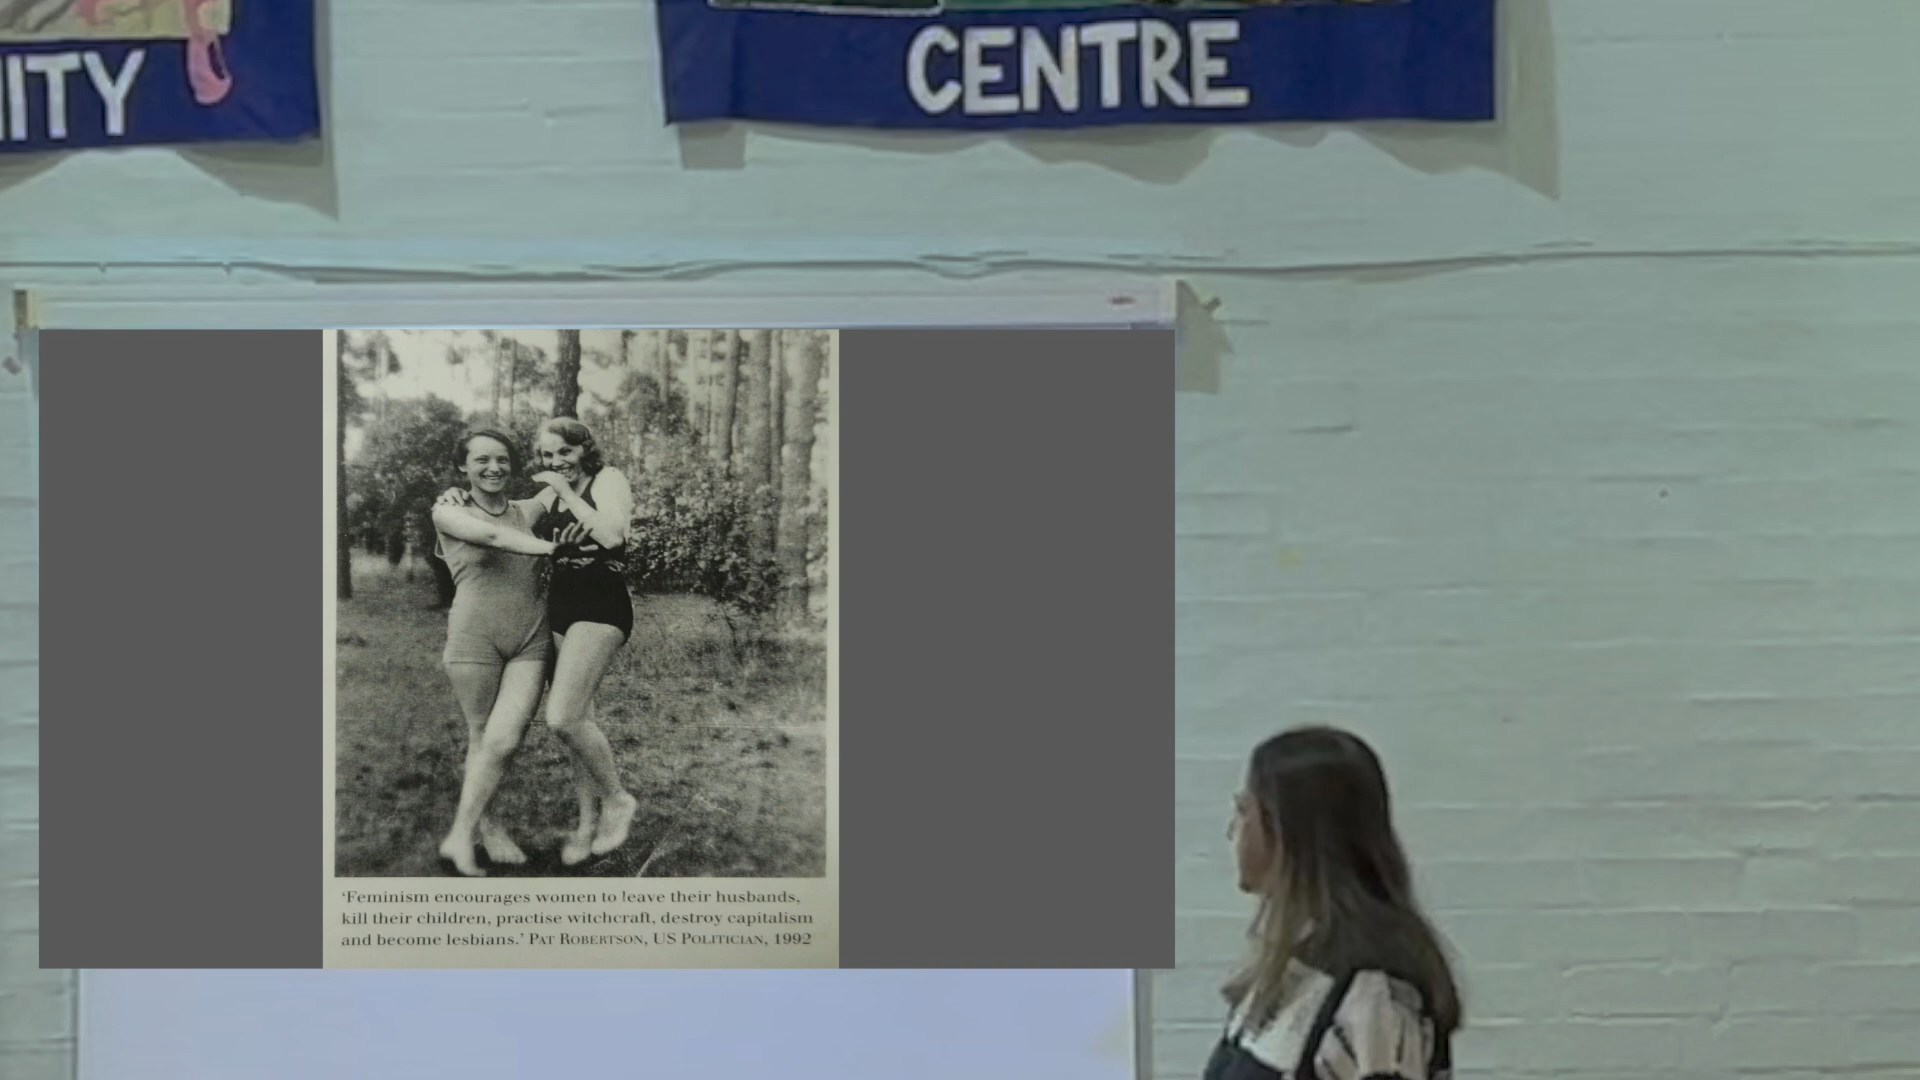 ITY
CENTRE
‘Feminism encourages women to leave their husbands,
kill their children, practise witchcraft, destroy capitalism
and become lesbians.’ PAT ROBERTSON, US POLITICIAN, 1992